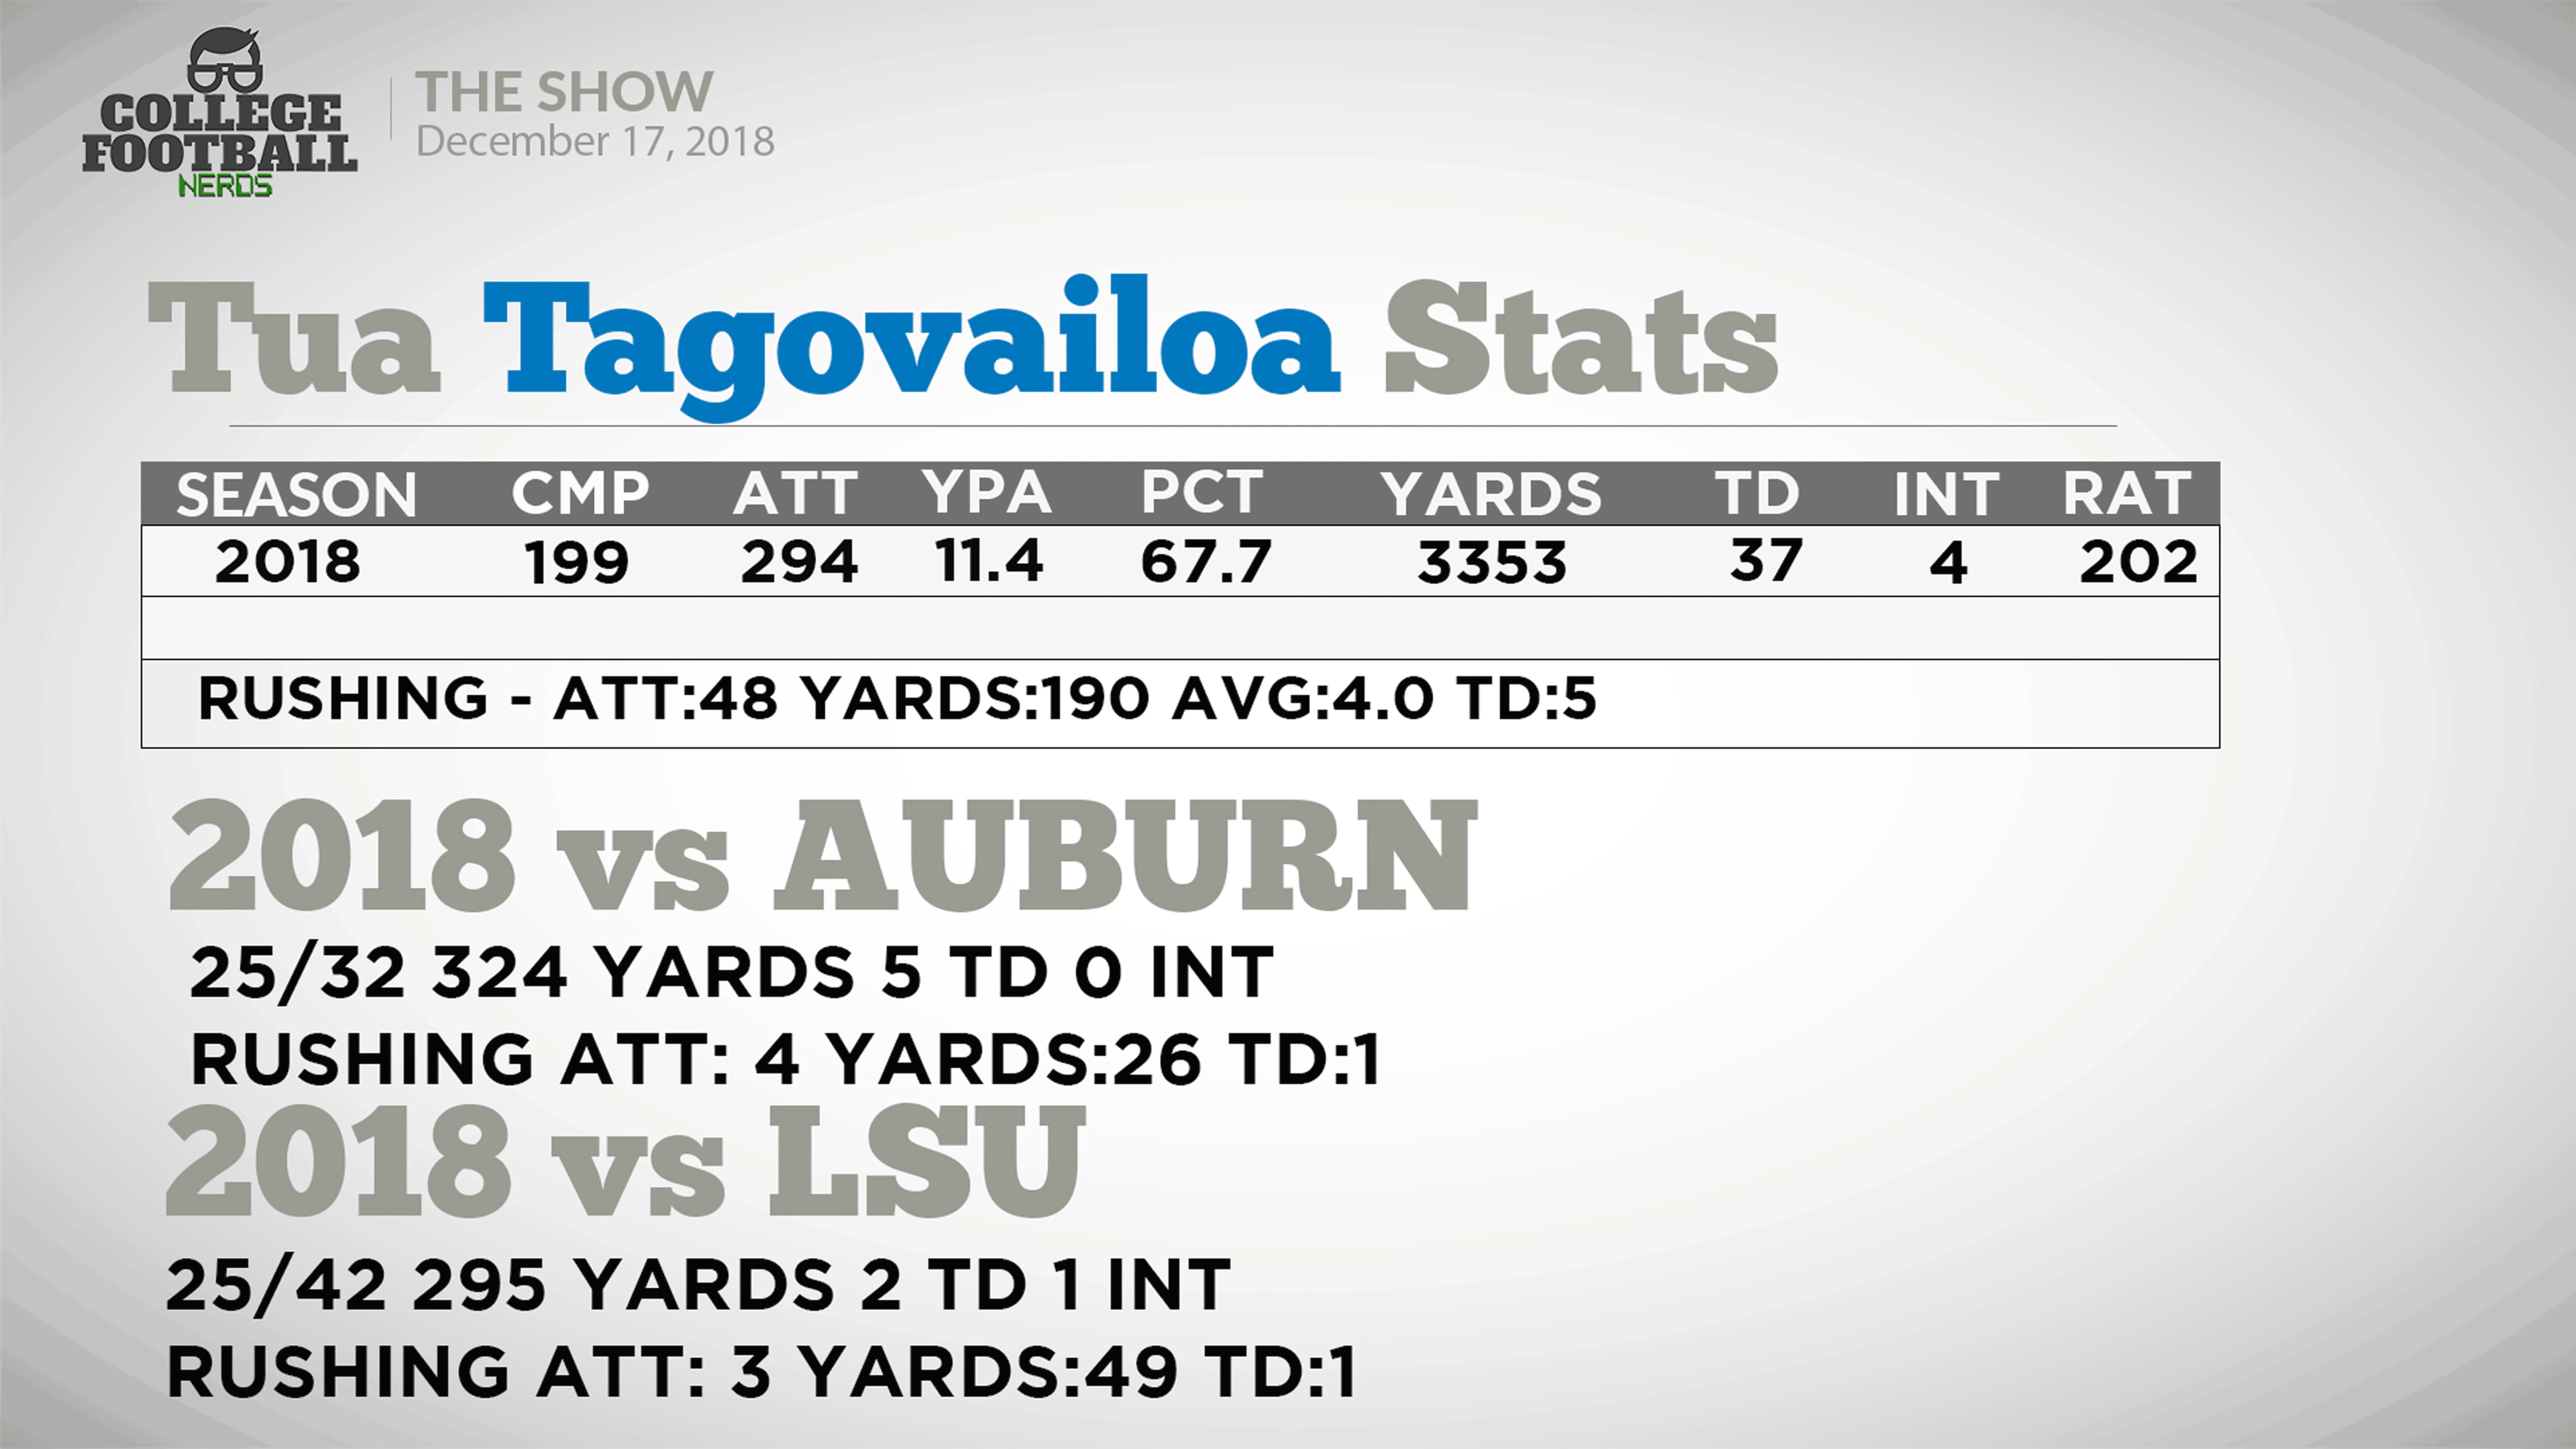 COLLEGE
FOOTBALL
NERDS
THE SHOW
December 17, 2018
Tua Tagovailoa Stats
SEASON CMP ATT YPA PCT YARDS TD INT RAT
2018 199 294 11.4 67.7 3353 37 4 202
RUSHING - ATT:48 YARDS:190 AVG:4.0 TD:5
2018 vs AUBURN
25/32 324 YARDS 5 TD 0 INT
RUSHING ATT: 4 YARDS:26 TD:1
2018 vs LSU
25/42 295 YARDS 2 TD 1 INT
RUSHING ATT: 3 YARDS:49 TD:1